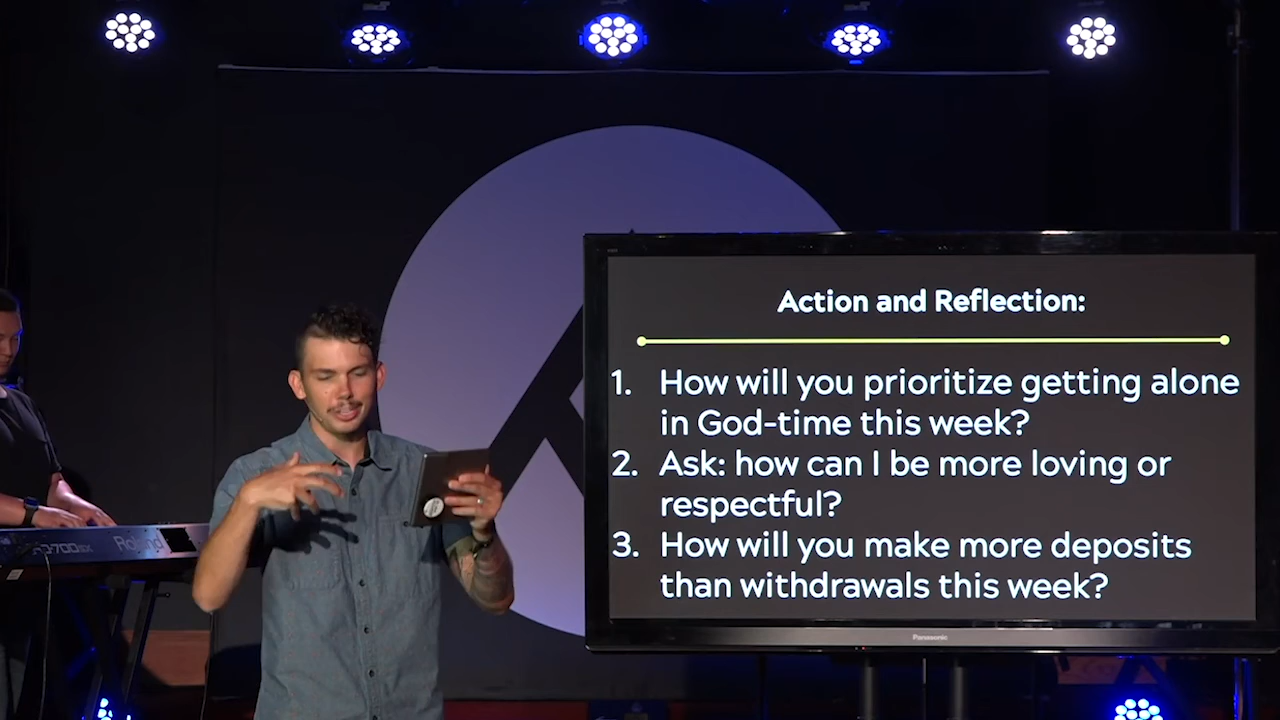 Action and Reflection:
1. How will you prioritize getting alone
in God-time this week?
2. Ask: how can I be more loving or
respectful?
3. How will you make more deposits
than withdrawals this week?
Panasonic
Roland